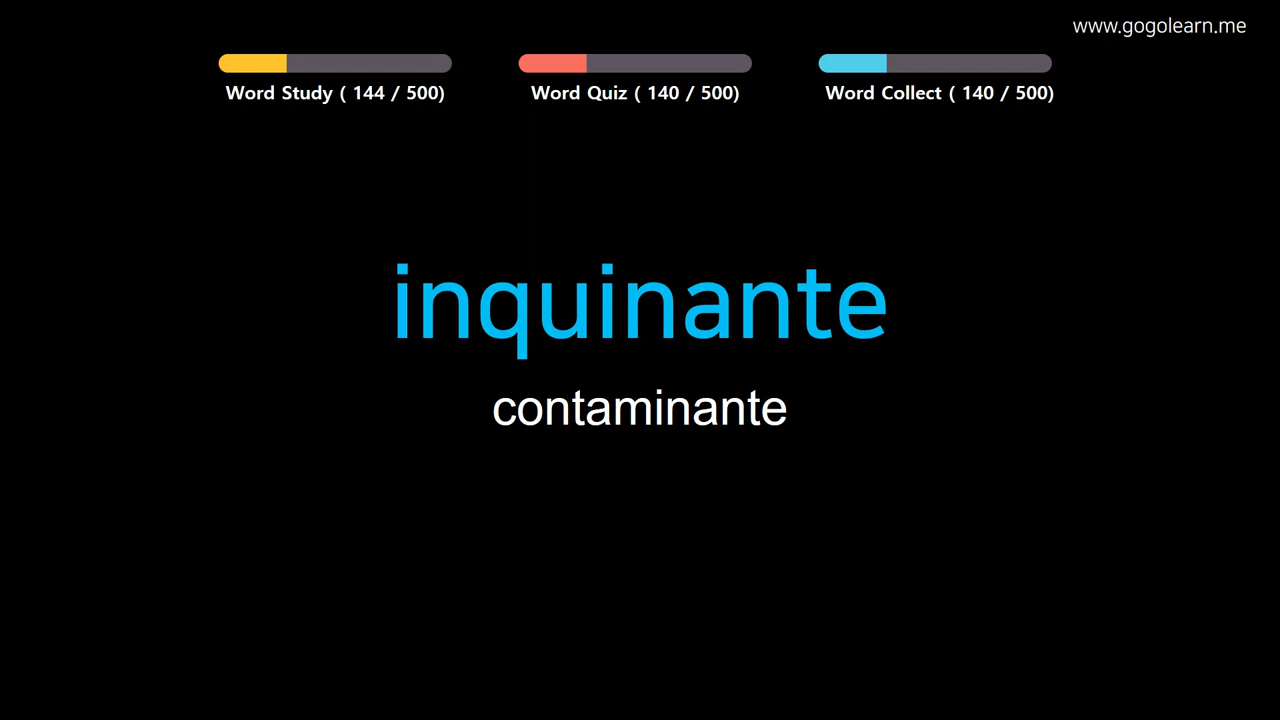 www.gogolearn.me
Word Study ( 144 / 500)
Word Quiz ( 140 / 500)
Word Collect ( 140 / 500)
inquinante
contaminante